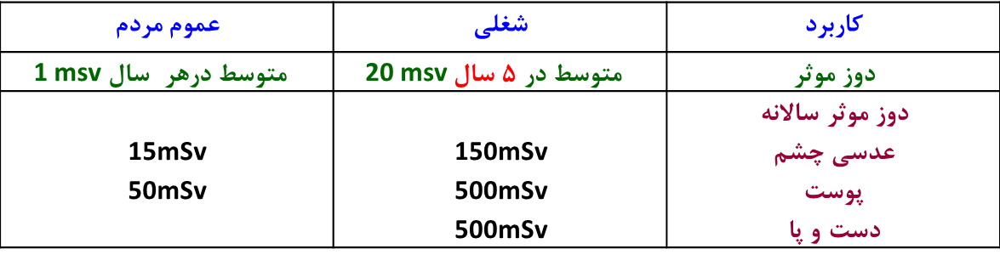 کاربرد شغلی عموم مردم
دوز موثر متوسط در ۵ سال 20 msv متوسط درهر سال 1 msv
دوز موثر سالانه
عدسی چشم 150mSv 15mSv
پوست 500mSv 50mSv
دست و پا 500mSv